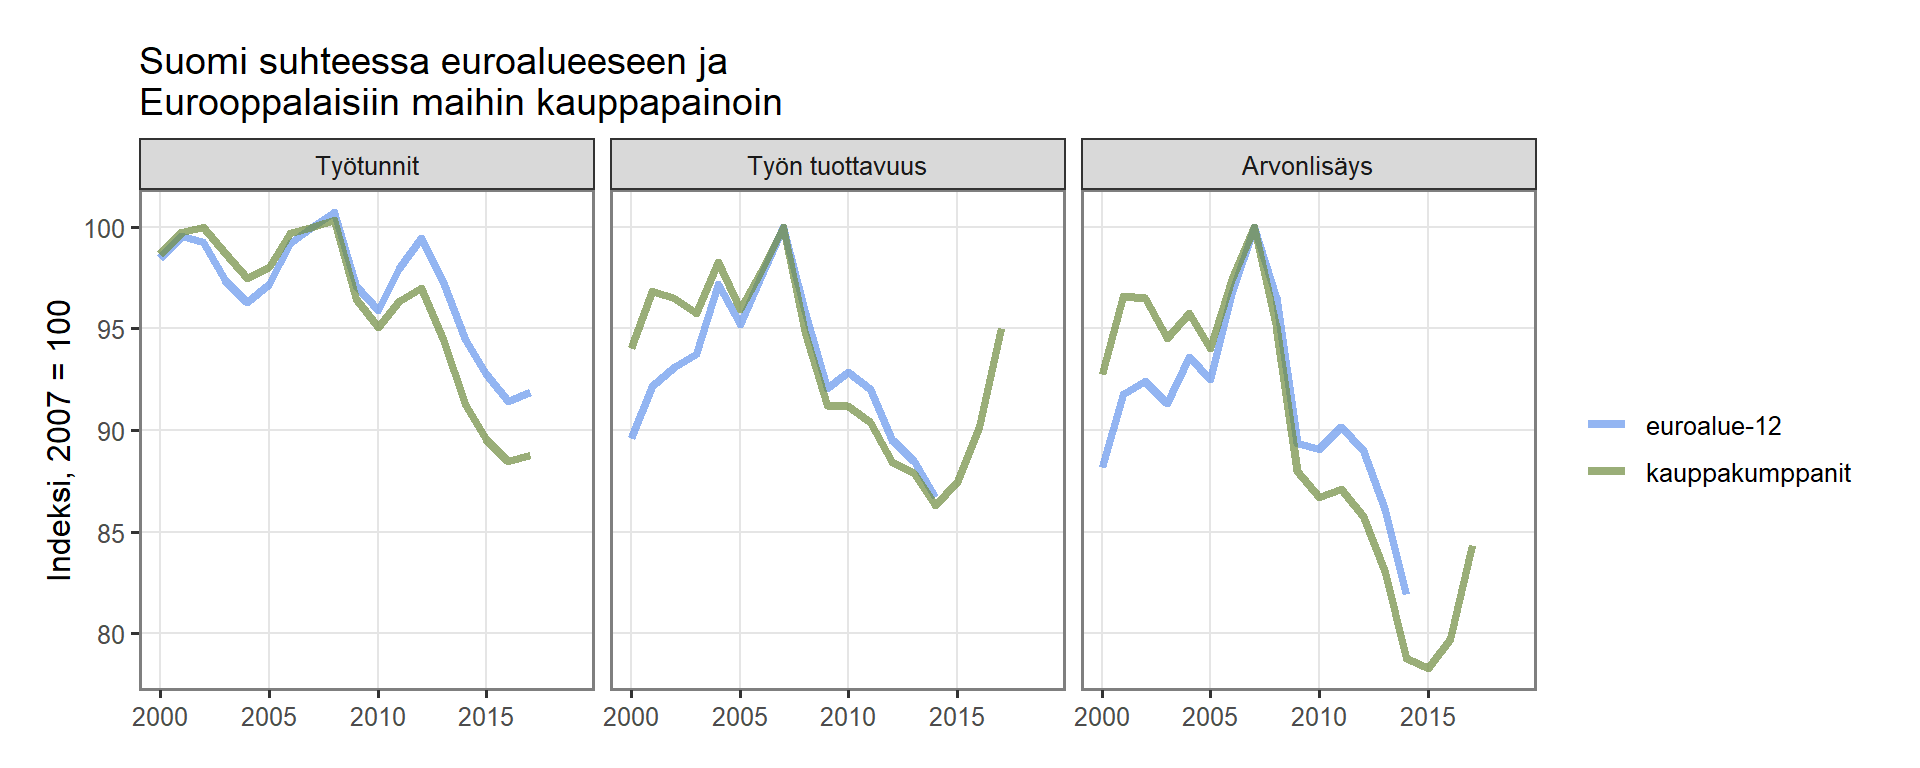 Suomi suhteessa euroalueeseen ja
Eurooppalaisiin maihin kauppapainoin
Työtunnit
Työn tuottavuus
Arvonlisäys
Indeksi, 2007 = 100
100
95
90
85
80
2000 2005 2010 2015
2000 2005 2010 2015
2000 2005 2010 2015
euroalue-12
kauppakumppanit